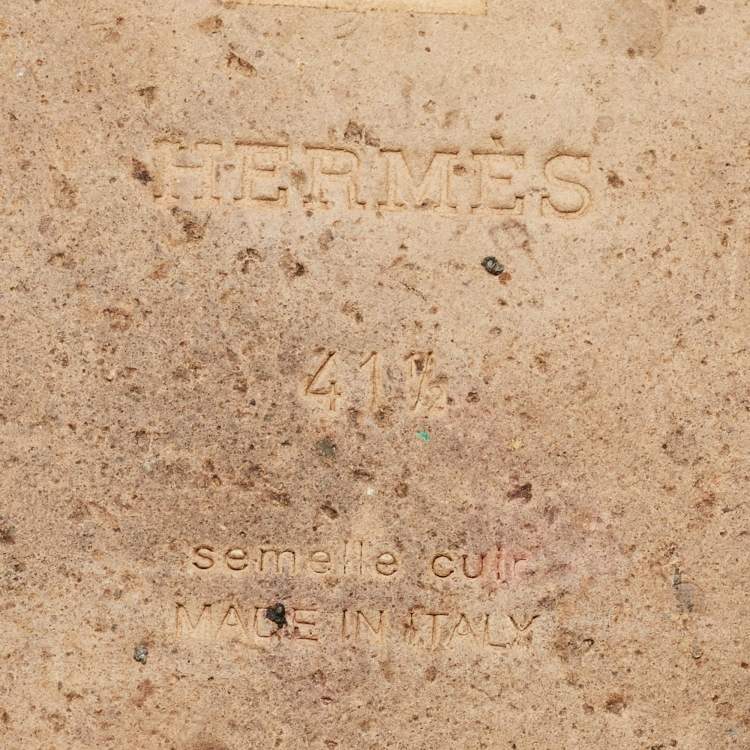 HERMÈS
41½
semelle cuir
MADE IN ITALY